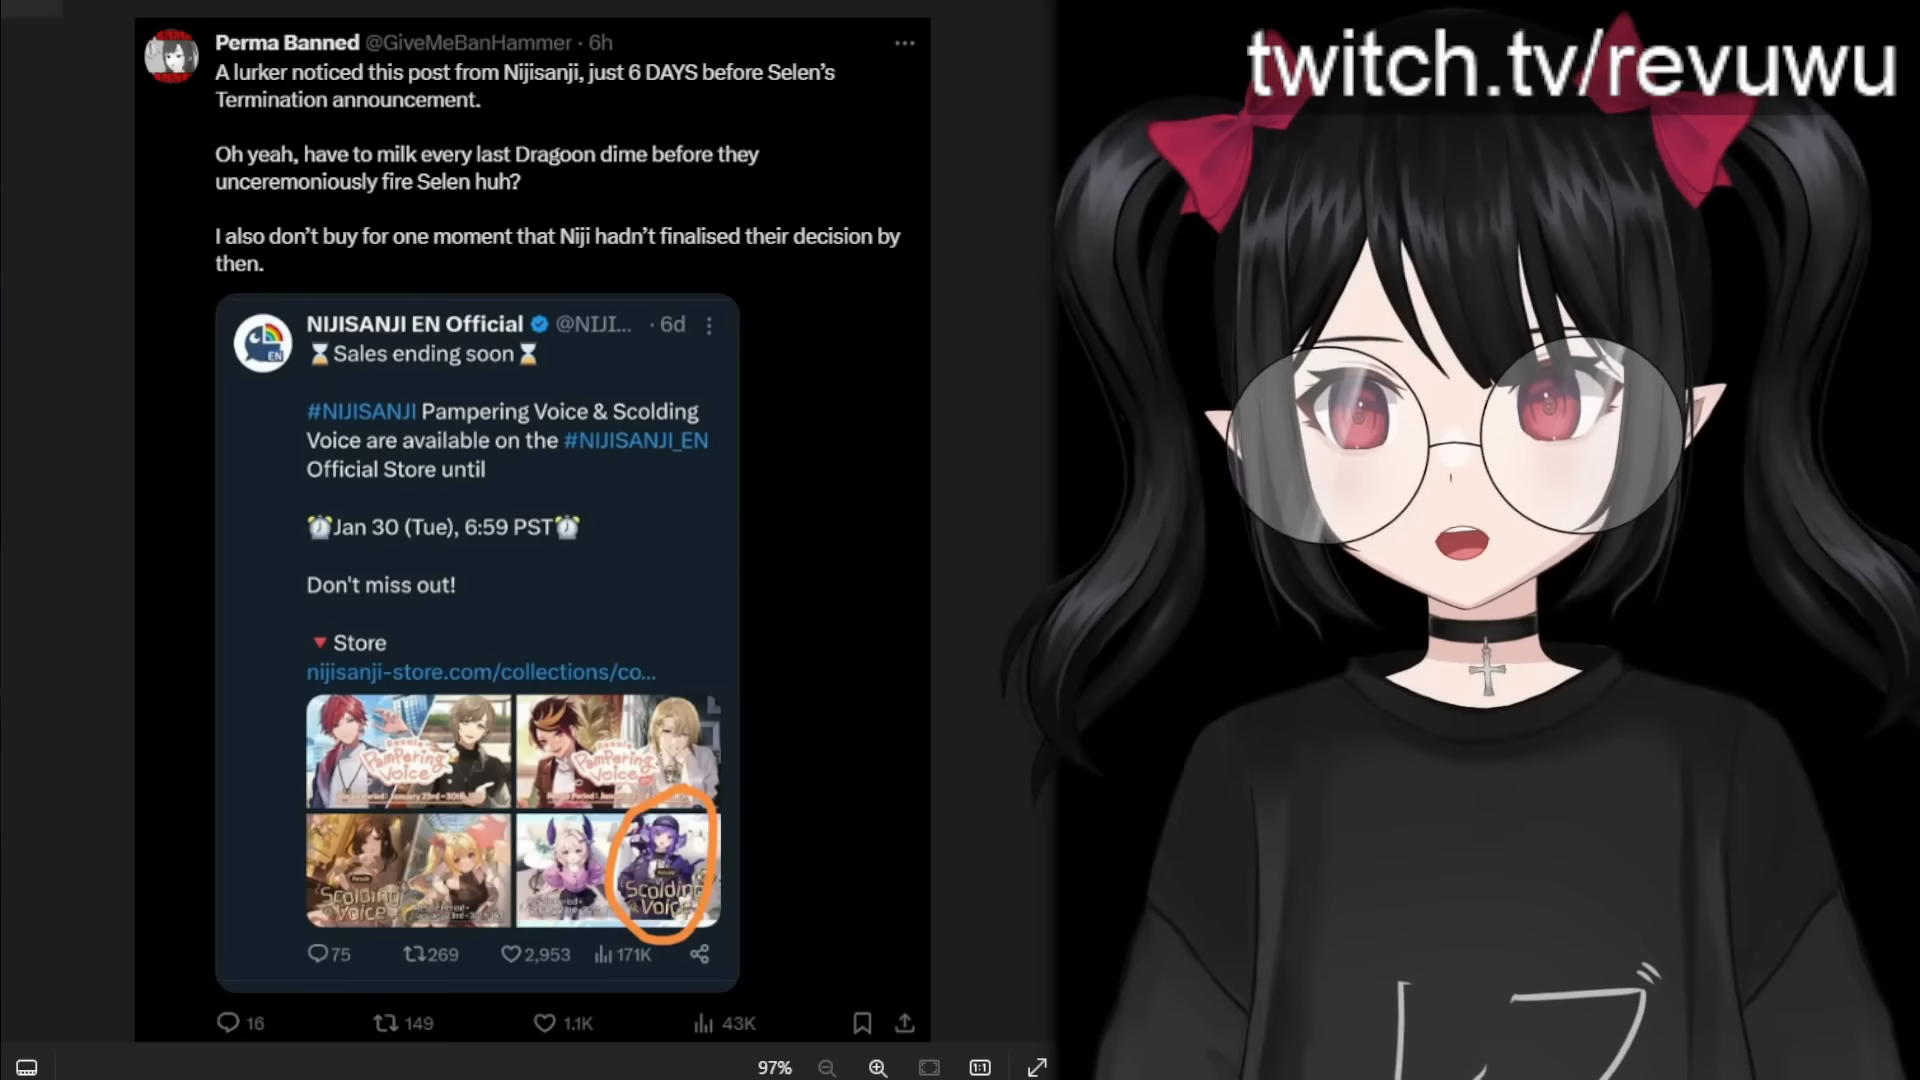 Perma Banned @GiveMeBanHammer · 6h
A lurker noticed this post from Nijisanji, just 6 DAYS before Selen's
Termination announcement.
Oh yeah, have to milk every last Dragoon dime before they
unceremoniously fire Selen huh?
I also don't buy for one moment that Niji hadn't finalised their decision by
then.
NIJISANJI EN Official @NIJI... · 6d
EN
⏳Sales ending soon⏳
#NIJISANJI Pampering Voice & Scolding
Voice are available on the #NIJISANJI_EN
Official Store until
⏰Jan 30 (Tue), 6:59 PST⏰
Don't miss out!
🔻Store
nijisanji-store.com/collections/co...
Resale
Pampering
Voice
Resale
Pampering
Voice
Scolding
Voice
Scolding
Voice
75 269 2,953 171K
16 149 1.1K 43K
97%
1:1
twitch.tv/revuwu
レブ